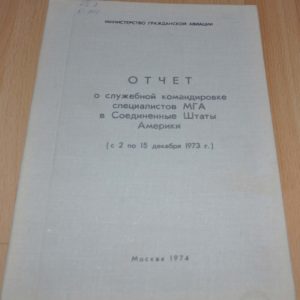 МИНИСТЕРСТВО ГРАЖДАНСКОЙ АВИАЦИИ
ОТЧЕТ
о служебной командировке
специалистов МГА
в Соединенные Штаты
Америки
(с 2 по 15 декабря 1973 г.)
Москва 1974